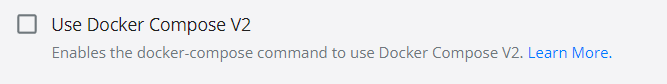 Use Docker Compose V2
Enables the docker-compose command to use Docker Compose V2. Learn More.